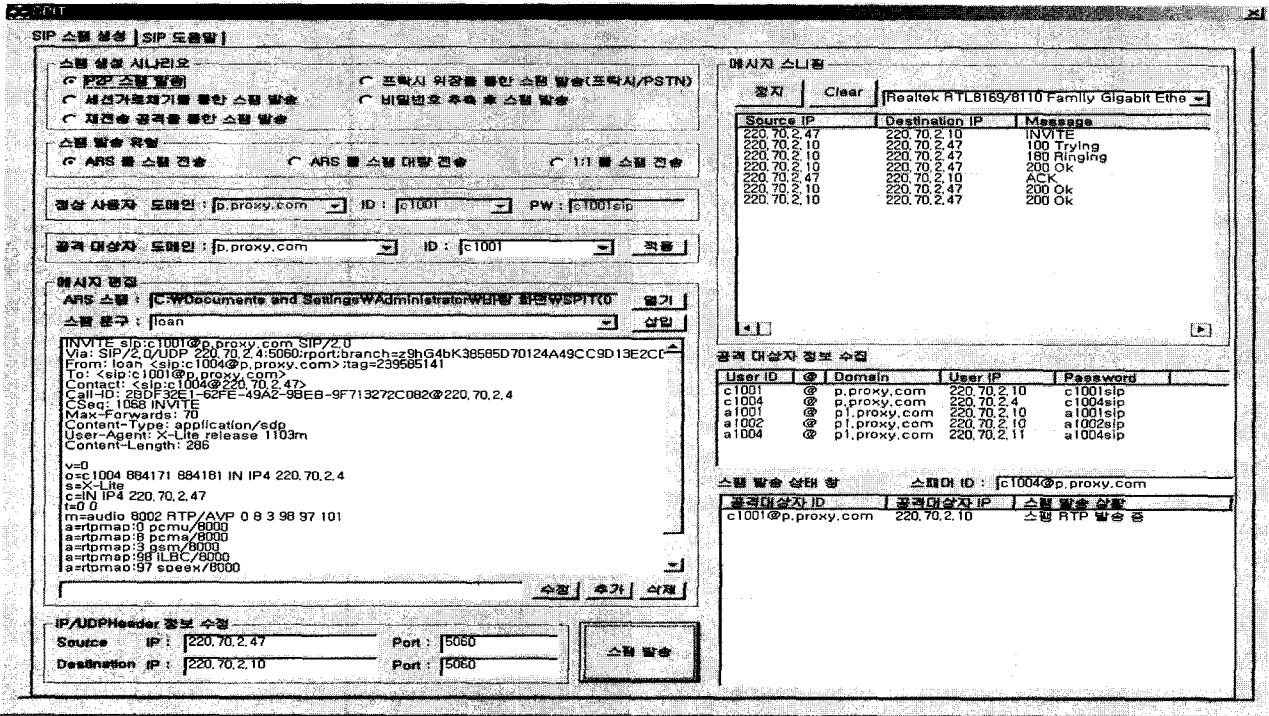 SPIT
SIP 스팸 생성 SIP 도움말
스팸 생성 시나리오
P2P 스팸 발송
프락시 위장을 통한 스팸 발송(프락시/PSTN)
세션가로채기를 통한 스팸 발송
비밀번호 추측 후 스팸 발송
재전송 공격을 통한 스팸 발송
스팸 발송 유형
ARS 콜 스팸 전송
ARS 콜 스팸 대량 전송
1:1 콜 스팸 전송
정상 사용자 도메인 : p.proxy.com ID : c1001 PW : c1001sip
공격 대상자 도메인 : p.proxy.com ID : c1001 적용
메시지 편집
ARS 스팸 : C:₩Documents and Settings₩Administrator₩바탕 화면₩SPIT(0 열기
스팸 문구 : loan 삽입
INVITE sip:c1001@p.proxy.com SIP/2.0
Via: SIP/2.0/UDP 220.70.2.4:5060;rport;branch=z9hG4bK38585D70124A49CC9D13E2CD
From: loan <sip:c1004@p.proxy.com>;tag=239585141
To: <sip:c1001@p.proxy.com>
Contact: <sip:c1004@220.70.2.47>
Call-ID: 2BDF32E1-62FE-49A2-9BEB-9F713272C082@220.70.2.4
CSeq: 1068 INVITE
Max-Forwards: 70
Content-Type: application/sdp
User-Agent: X-Lite release 1103m
Content-Length: 286
v=0
o=c1004 884171 884181 IN IP4 220.70.2.4
s=X-Lite
c=IN IP4 220.70.2.47
t=0 0
m=audio 8002 RTP/AVP 0 8 3 98 97 101
a=rtpmap:0 pcmu/8000
a=rtpmap:8 pcma/8000
a=rtpmap:3 gsm/8000
a=rtpmap:98 iLBC/8000
a=rtpmap:97 speex/8000
수정 추가 삭제
IP/UDPHeader 정보 수정
Source IP : 220.70.2.47 Port : 5060
Destination IP : 220.70.2.10 Port : 5060
스팸 발송
메시지 스니핑
정지 Clear Realtek RTL8169/8110 Family Gigabit Ethe
Source IP Destination IP Message
220.70.2.47 220.70.2.10 INVITE
220.70.2.10 220.70.2.47 100 Trying
220.70.2.10 220.70.2.47 180 Ringing
220.70.2.10 220.70.2.47 200 Ok
220.70.2.47 220.70.2.10 ACK
220.70.2.10 220.70.2.47 200 Ok
220.70.2.10 220.70.2.47 200 Ok
공격 대상자 정보 수집
User ID @ Domain User IP Password
c1001 @ p.proxy.com 220.70.2.10 c1001sip
c1004 @ p.proxy.com 220.70.2.4 c1004sip
a1001 @ p1.proxy.com 220.70.2.10 a1001sip
a1002 @ p1.proxy.com 220.70.2.10 a1002sip
a1004 @ p1.proxy.com 220.70.2.11 a1004sip
스팸 발송 상태 창 스패머 ID : c1004@p.proxy.com
공격대상자 ID 공격대상자 IP 스팸 발송 상황
c1001@p.proxy.com 220.70.2.10 스팸 RTP 발송 중